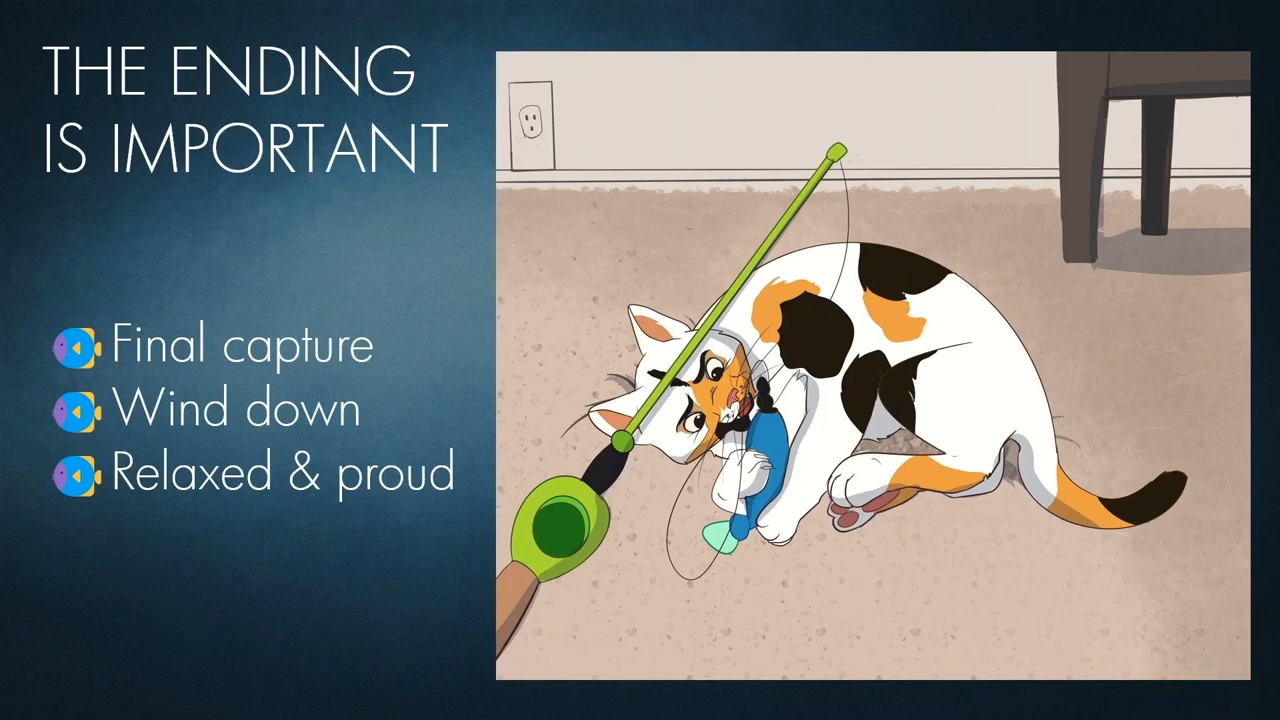 THE ENDING
IS IMPORTANT
Final capture
Wind down
Relaxed & proud